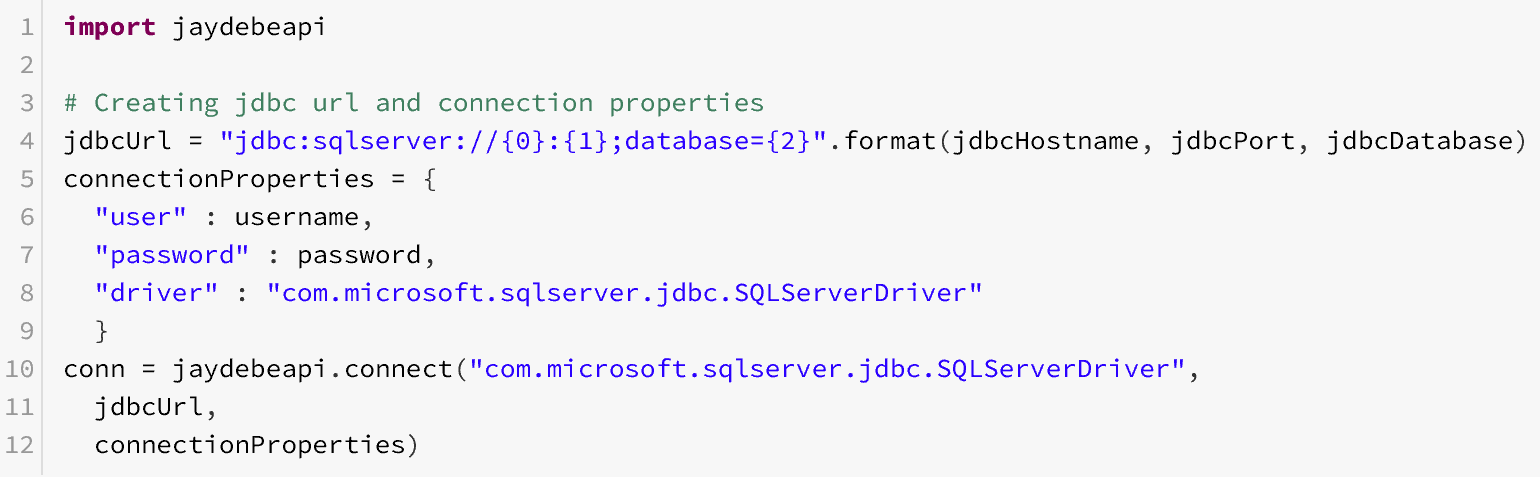 1 import jaydebeapi
2
3 # Creating jdbc url and connection properties
4 jdbcUrl = "jdbc:sqlserver://{0}:{1};database={2}".format(jdbcHostname, jdbcPort, jdbcDatabase)
5 connectionProperties = {
6   "user" : username,
7   "password" : password,
8   "driver" : "com.microsoft.sqlserver.jdbc.SQLServerDriver"
9   }
10 conn = jaydebeapi.connect("com.microsoft.sqlserver.jdbc.SQLServerDriver",
11   jdbcUrl,
12   connectionProperties)